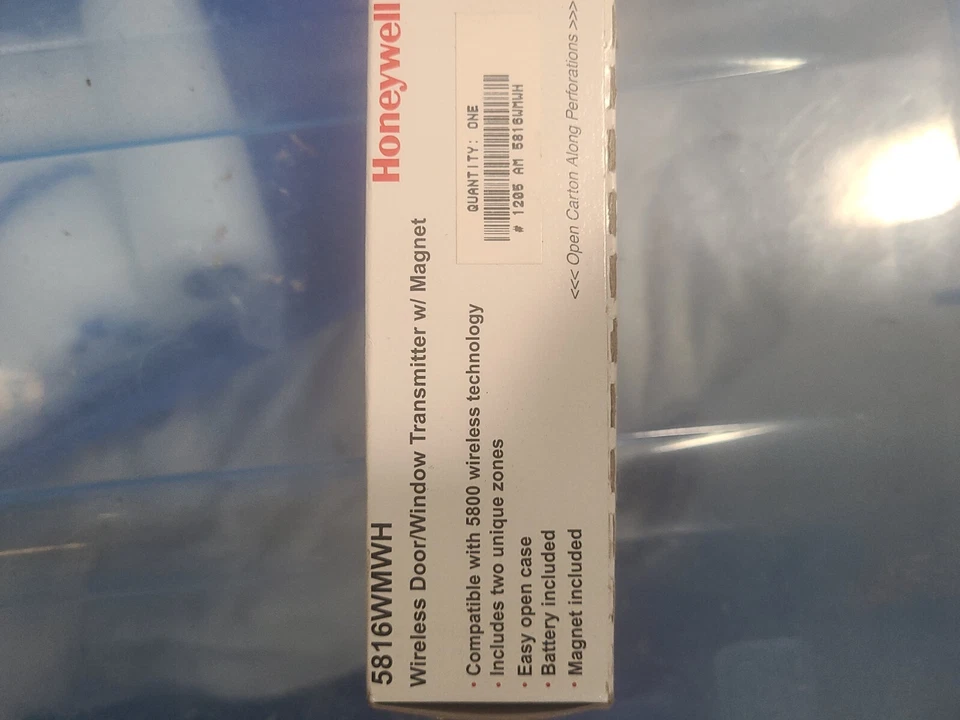 Honeywell
5816WMWH
Wireless Door/Window Transmitter w/ Magnet
• Compatible with 5800 wireless technology
• Includes two unique zones
• Easy open case
• Battery included
• Magnet included
QUANTITY: ONE
# 1205 AM 5816WMWH
<<< Open Carton Along Perforations >>>